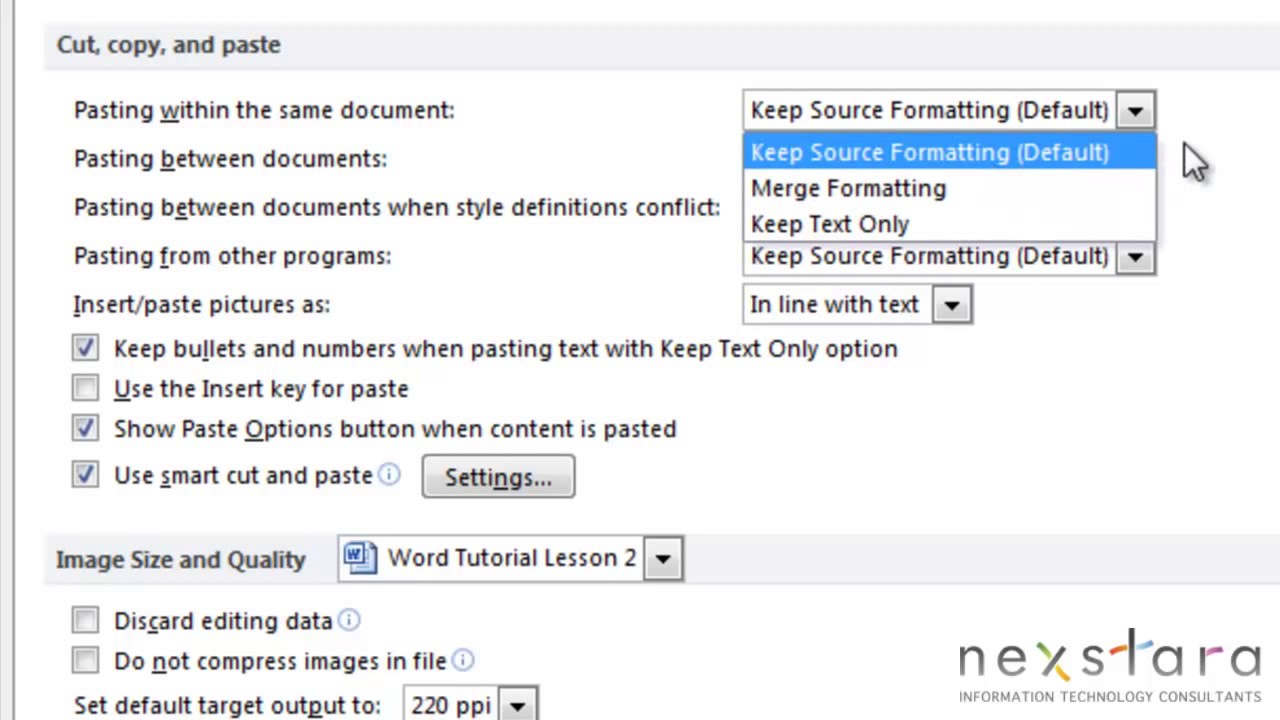 Cut, copy, and paste
Pasting within the same document:
Keep Source Formatting (Default)
Keep Source Formatting (Default)
Merge Formatting
Keep Text Only
Pasting between documents:
Pasting between documents when style definitions conflict:
Pasting from other programs:
Keep Source Formatting (Default)
Insert/paste pictures as:
In line with text
Keep bullets and numbers when pasting text with Keep Text Only option
Use the Insert key for paste
Show Paste Options button when content is pasted
Use smart cut and paste
Settings...
Image Size and Quality
Word Tutorial Lesson 2
Discard editing data
Do not compress images in file
Set default target output to:
220 ppi
nexstara
INFORMATION TECHNOLOGY CONSULTANTS